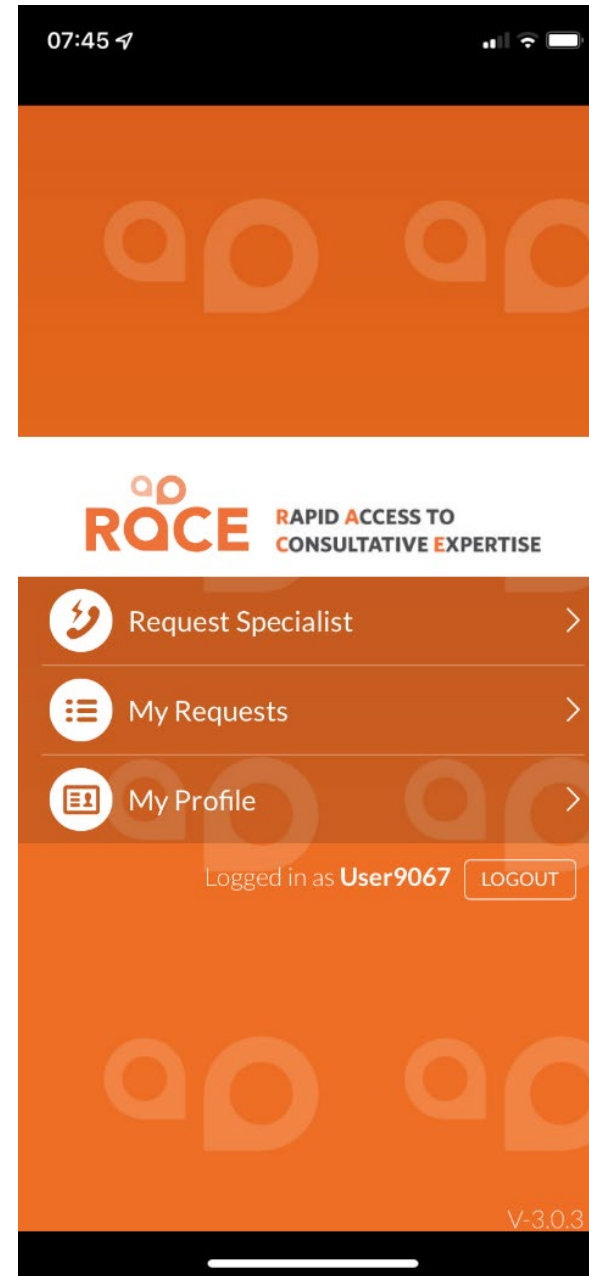 07:45
RACE
RAPID ACCESS TO
CONSULTATIVE EXPERTISE
Request Specialist
My Requests
My Profile
Logged in as User9067 LOGOUT
V-3.0.3